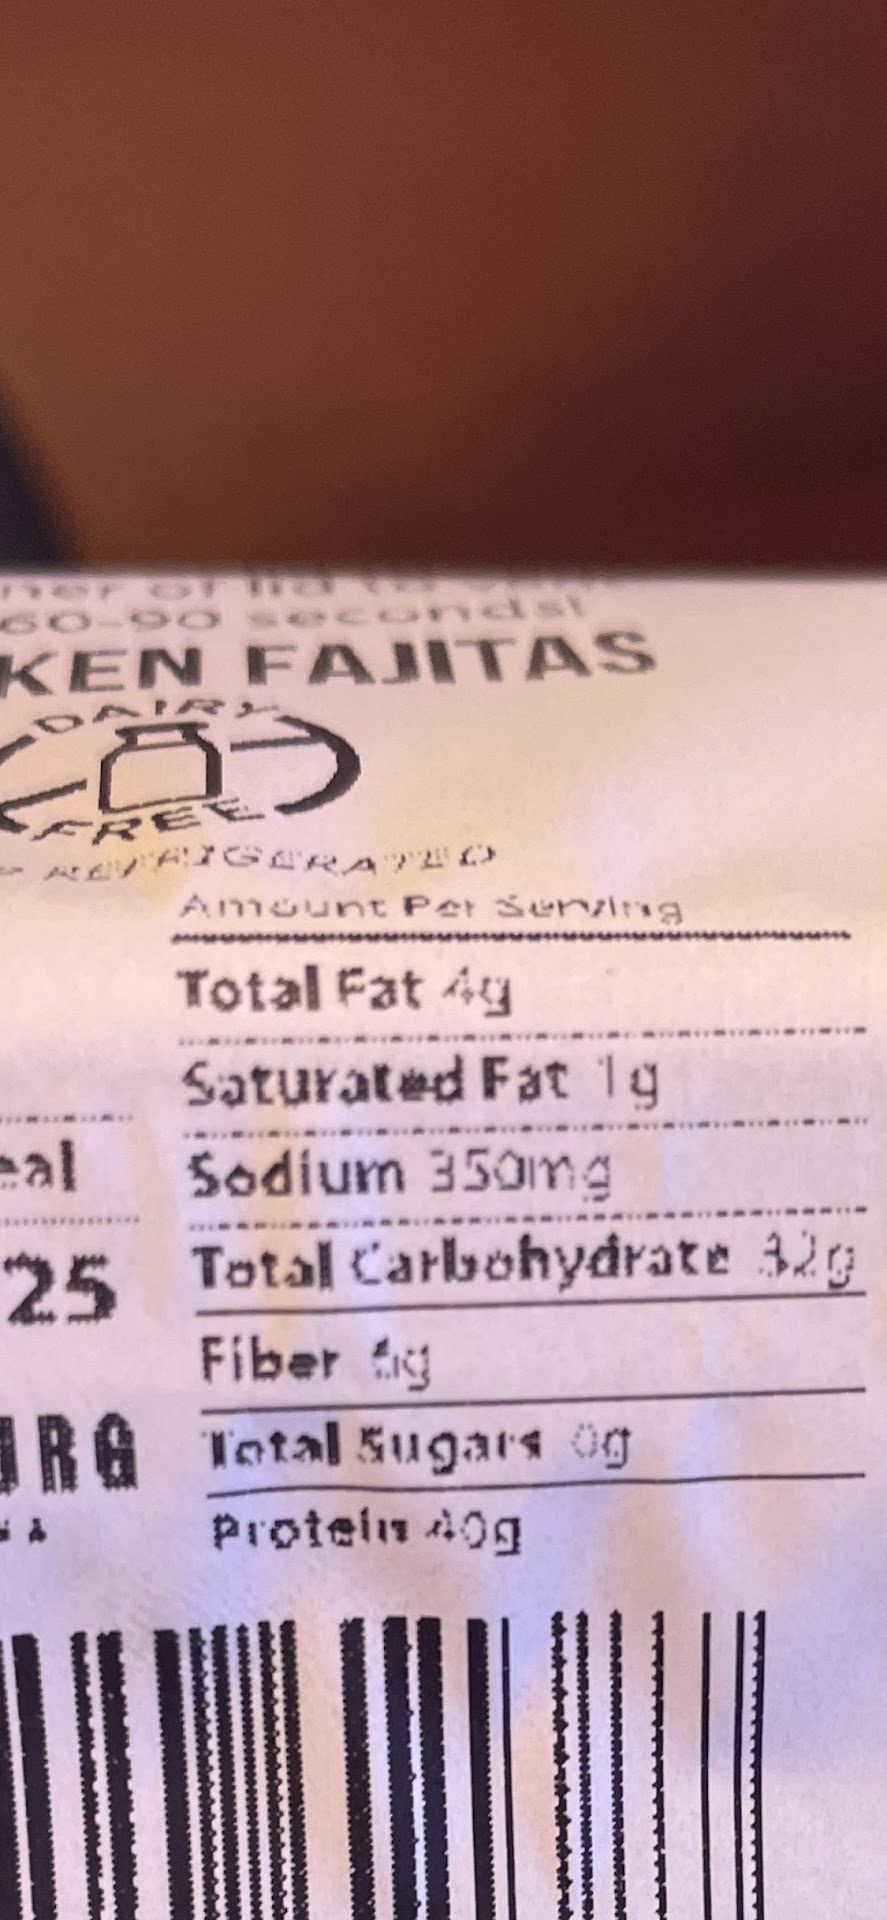 60-90 seconds!
KEN FAJITAS
DAIRY
FREE
REFRIGERATED
Amount Per Serving
Total Fat 4g
Saturated Fat 1g
eal
Sodium 350mg
25
Total Carbohydrate 32g
Fiber
URG
Total Sugars 0g
Protein 40g